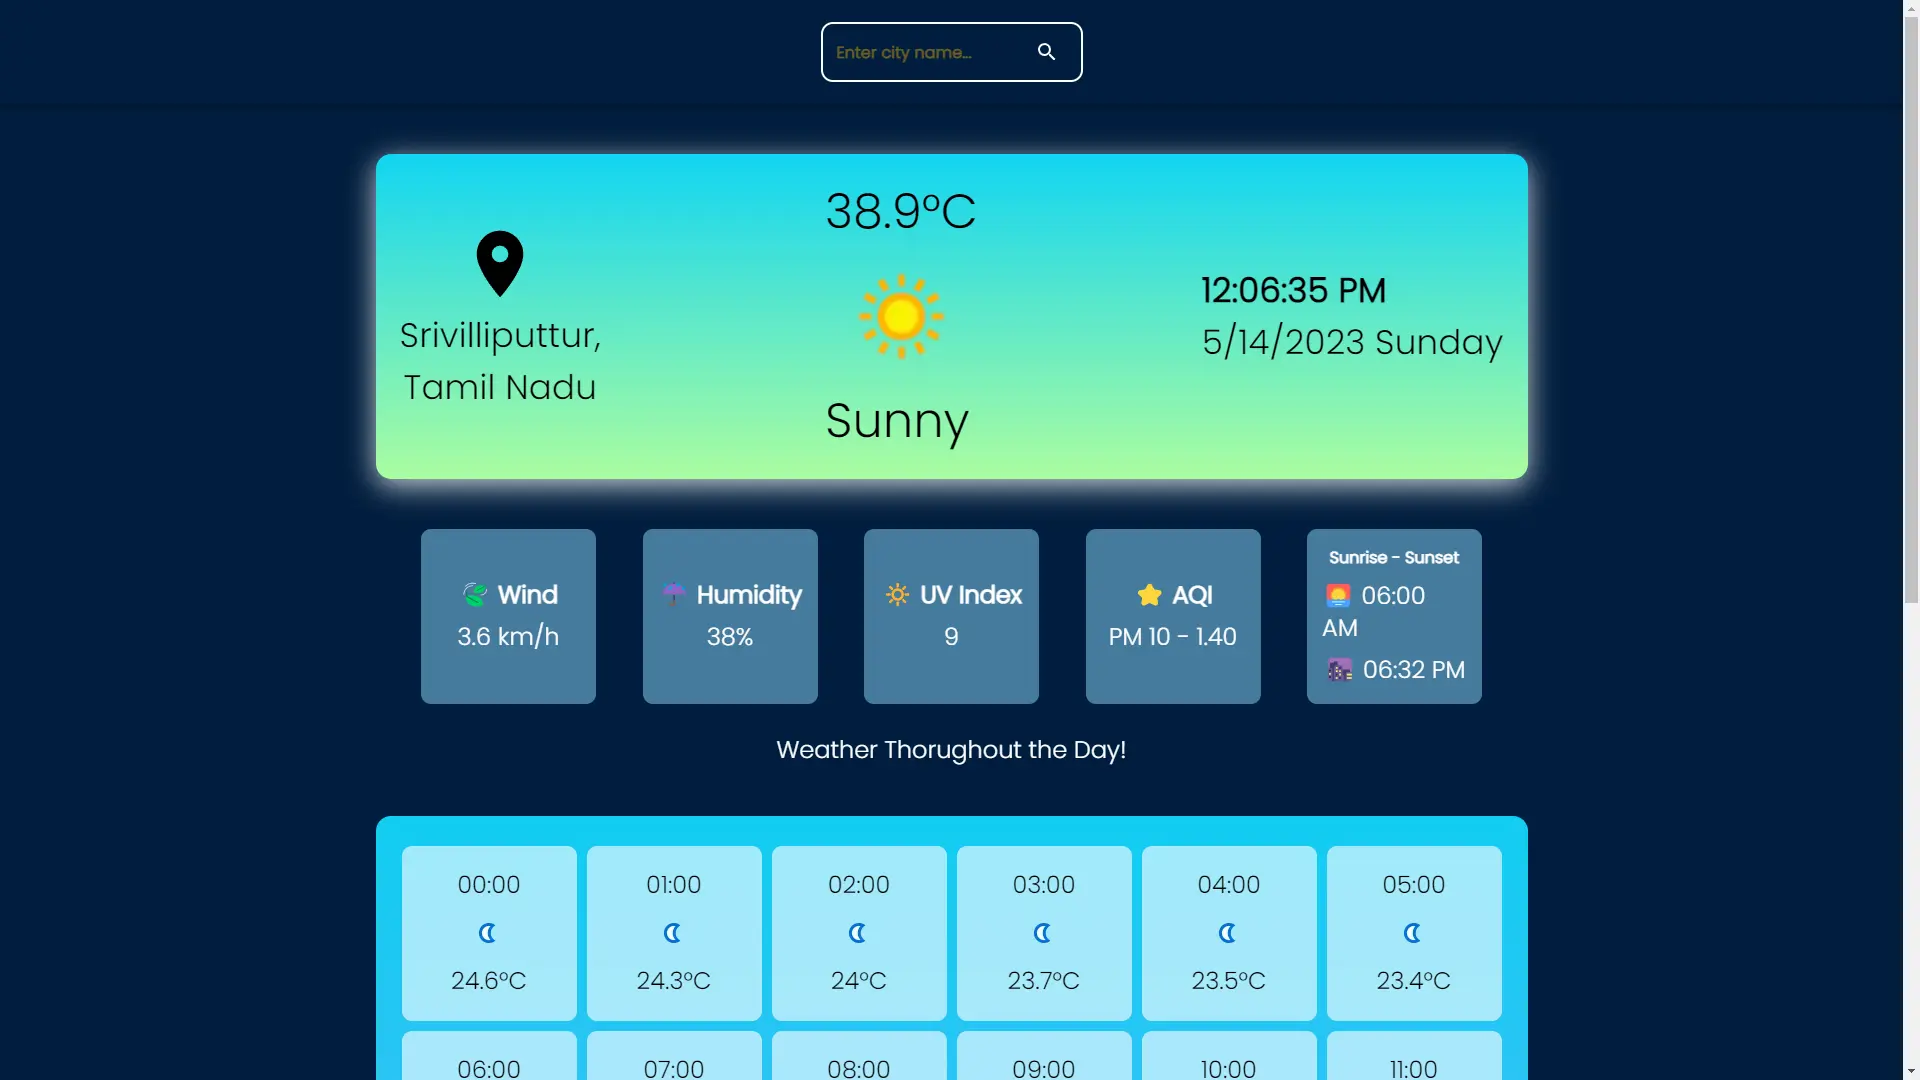 Enter city name...
38.9°C
Srivilliputtur,
Tamil Nadu
Sunny
12:06:35 PM
5/14/2023 Sunday
Wind
3.6 km/h
Humidity
38%
UV Index
9
AQI
PM 10 - 1.40
Sunrise - Sunset
06:00
AM
06:32 PM
Weather Thorughout the Day!
00:00 01:00 02:00 03:00 04:00 05:00
24.6°C 24.3°C 24°C 23.7°C 23.5°C 23.4°C
06:00 07:00 08:00 09:00 10:00 11:00